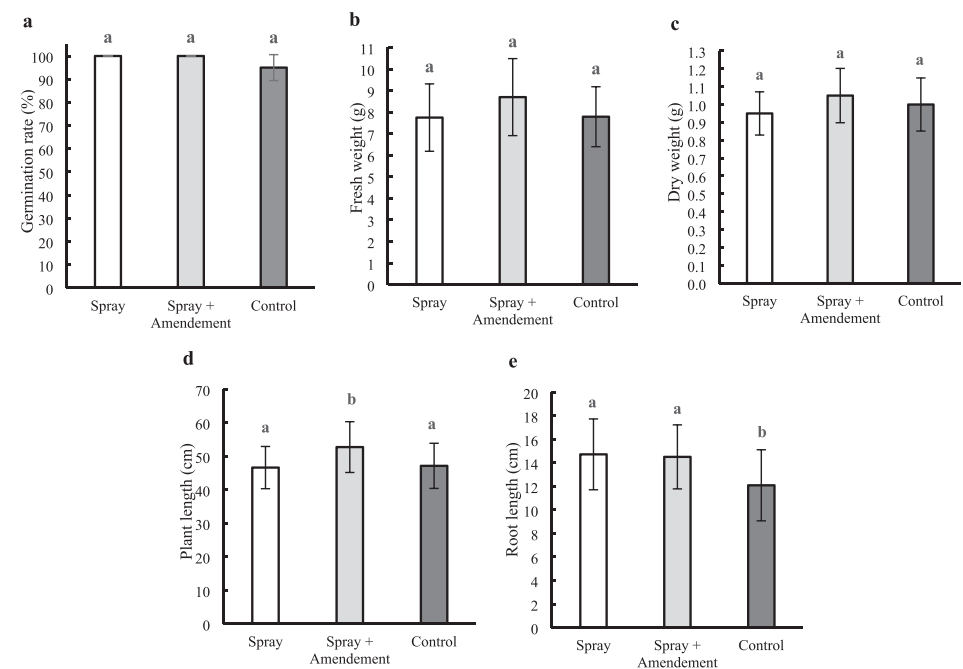 a
a a a
Germination rate (%)
100
90
80
70
60
50
40
30
20
10
0
Spray Spray + Amendement Control
b
a a a
Fresh weight (g)
11
10
9
8
7
6
5
4
3
2
1
0
Spray Spray + Amendement Control
c
a a a
Dry weight (g)
1.3
1.2
1.1
1.0
0.9
0.8
0.7
0.6
0.5
0.4
0.3
0.2
0.1
0.0
Spray Spray + Amendement Control
d
a b a
Plant length (cm)
70
60
50
40
30
20
10
0
Spray Spray + Amendement Control
e
a a b
Root length (cm)
20
18
16
14
12
10
8
6
4
2
0
Spray Spray + Amendement Control